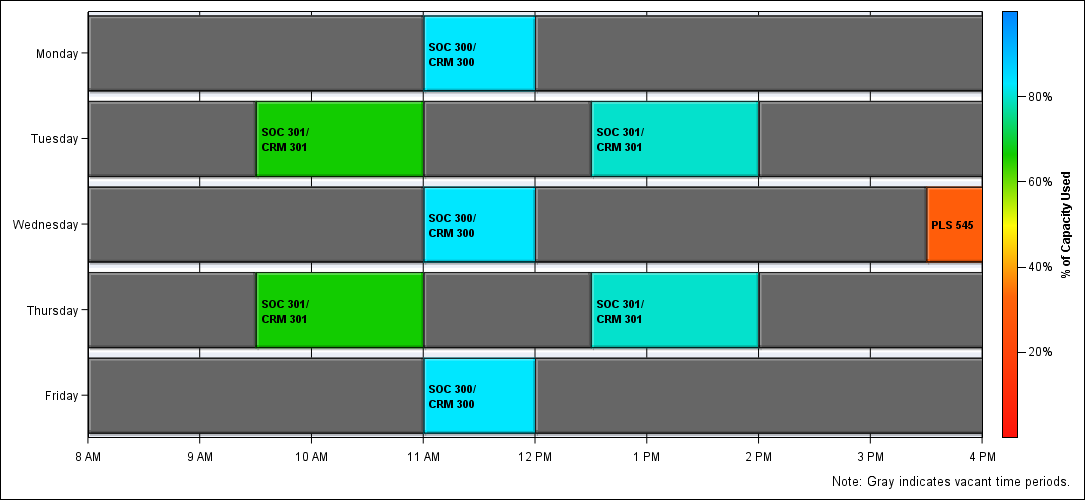 Monday
SOC 300/
CRM 300
Tuesday
SOC 301/
CRM 301
SOC 301/
CRM 301
Wednesday
SOC 300/
CRM 300
PLS 545
Thursday
SOC 301/
CRM 301
SOC 301/
CRM 301
Friday
SOC 300/
CRM 300
8 AM
9 AM
10 AM
11 AM
12 PM
1 PM
2 PM
3 PM
4 PM
80%
60%
40%
20%
% of Capacity Used
Note: Gray indicates vacant time periods.